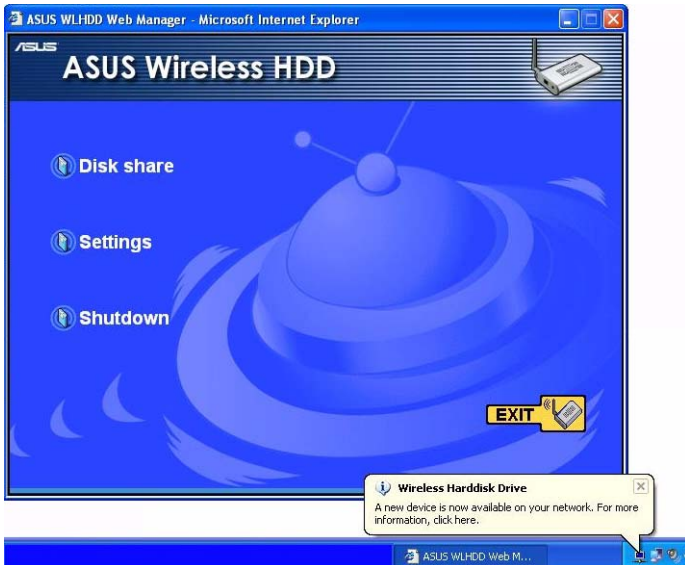 ASUS WLHDD Web Manager - Microsoft Internet Explorer
ASUS
ASUS Wireless HDD
Disk share
Settings
Shutdown
EXIT
Wireless Harddisk Drive
A new device is now available on your network. For more
information, click here.
ASUS WLHDD Web M...